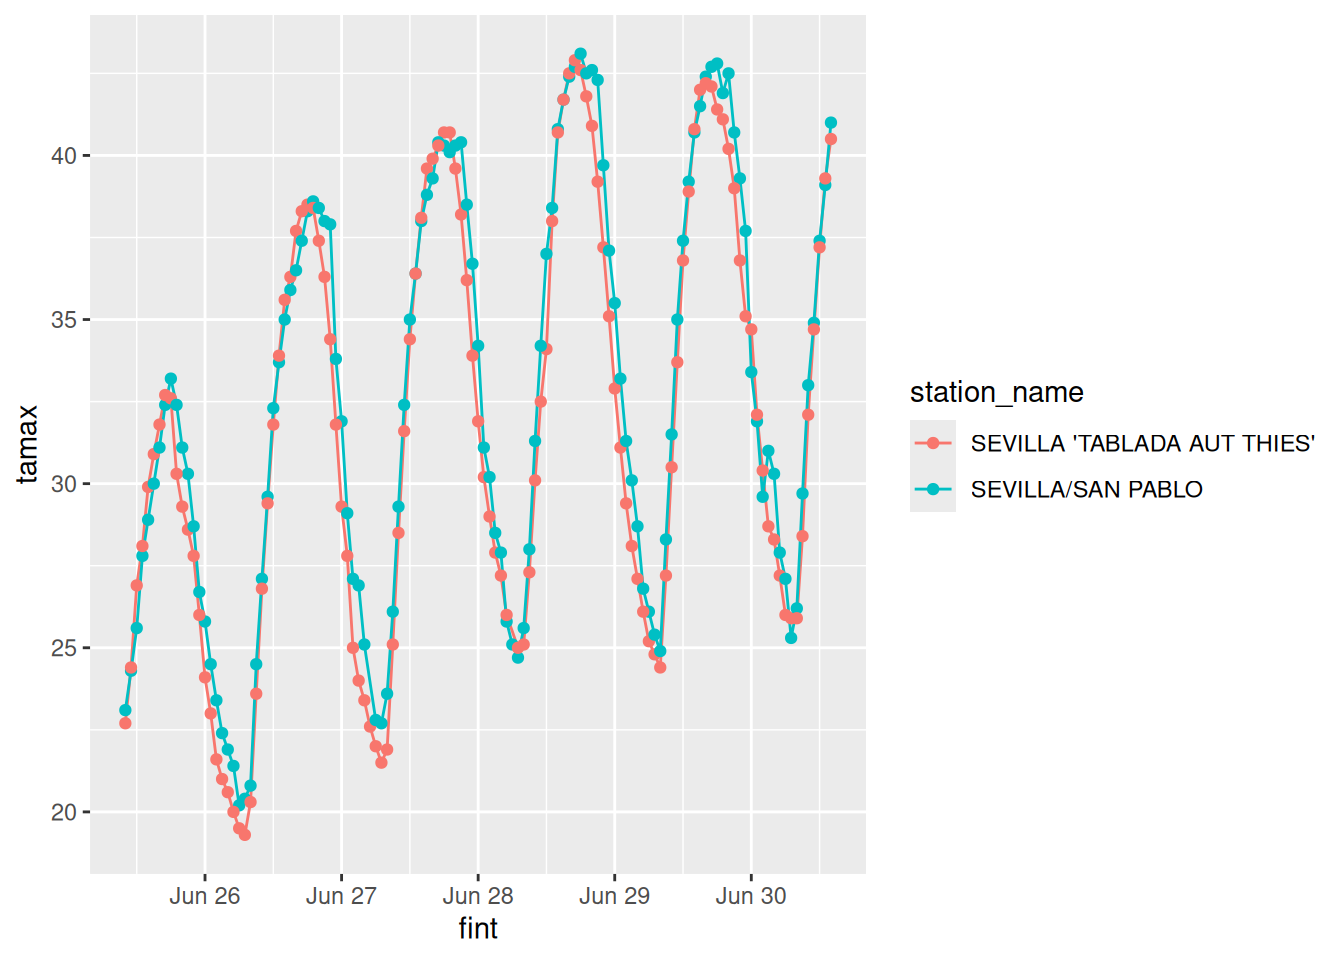 40
35
30
25
20
tamax
Jun 26
Jun 27
Jun 28
Jun 29
Jun 30
fint
station_name
SEVILLA 'TABLADA AUT THIES'
SEVILLA/SAN PABLO